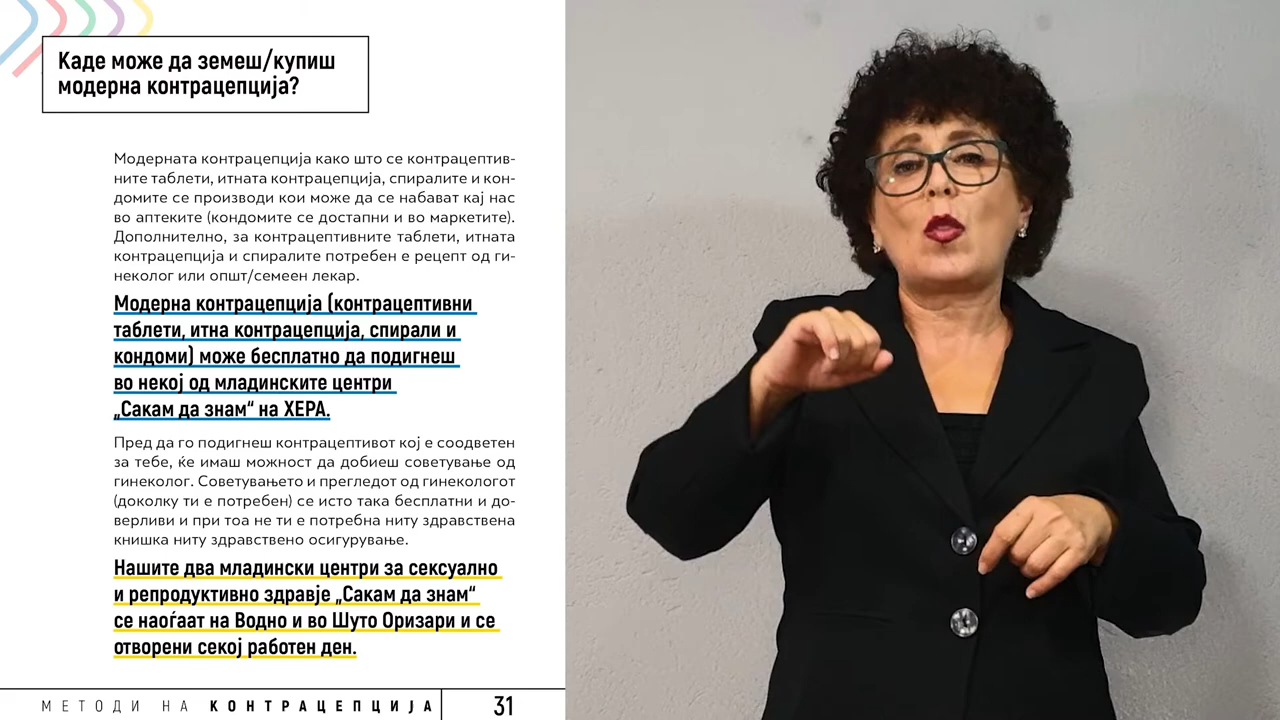 Каде може да земеш/купиш
модерна контрацепција?
Модерната контрацепција како што се контрацептив-
ните таблети, итната контрацепција, спиралите и кон-
домите се производи кои може да се набават кај нас
во аптеките (кондомите се достапни и во маркетите).
Дополнително, за контрацептивните таблети, итната
контрацепција и спиралите потребен е рецепт од ги-
неколог или општ/семеен лекар.
Модерна контрацепција (контрацептивни
таблети, итна контрацепција, спирали и
кондоми) може бесплатно да подигнеш
во некој од младинските центри
„Сакам да знам“ на ХЕРА.
Пред да го подигнеш контрацептивот кој е соодветен
за тебе, ќе имаш можност да добиеш советување од
гинеколог. Советувањето и прегледот од гинекологот
(доколку ти е потребен) се исто така бесплатни и до-
верливи и при тоа не ти е потребна ниту здравствена
книшка ниту здравствено осигурување.
Нашите два младински центри за сексуално
и репродуктивно здравје „Сакам да знам“
се наоѓаат на Водно и во Шуто Оризари и се
отворени секој работен ден.
МЕТОДИ НА КОНТРАЦЕПЦИЈА 31